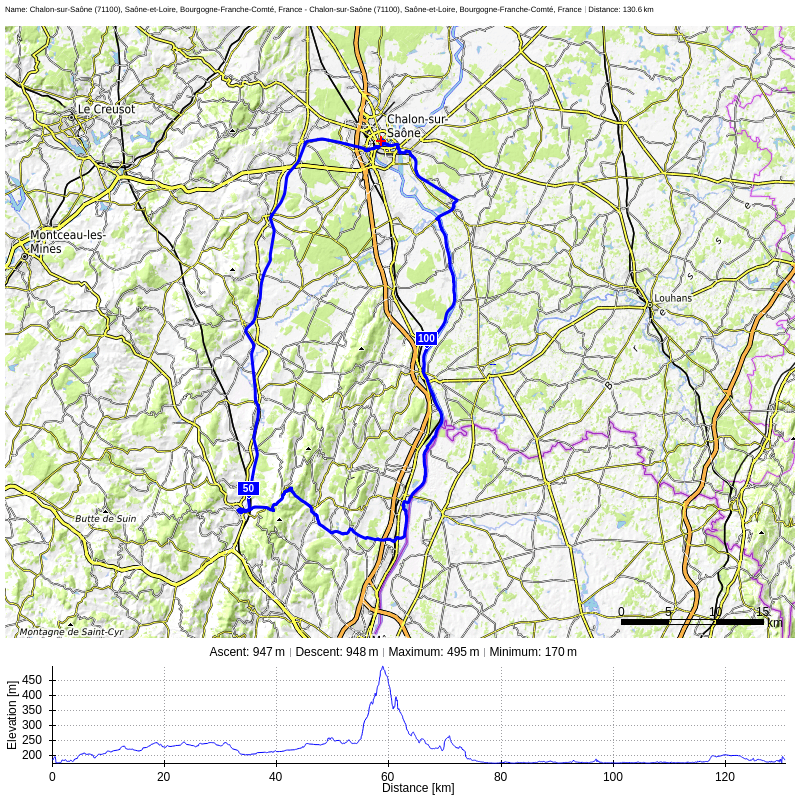 Name: Chalon-sur-Saône (71100), Saône-et-Loire, Bourgogne-Franche-Comté, France - Chalon-sur-Saône (71100), Saône-et-Loire, Bourgogne-Franche-Comté, France | Distance: 130.6 km
Le Creusot
Chalon-sur-
Saône
Montceau-les-
Mines
Louhans
B r e s s e
100
50
Butte de Suin
Montagne de Saint-Cyr
0 5 10 15
km
Ascent: 947 m | Descent: 948 m | Maximum: 495 m | Minimum: 170 m
Elevation [m]
450
400
350
300
250
200
0 20 40 60 80 100 120
Distance [km]